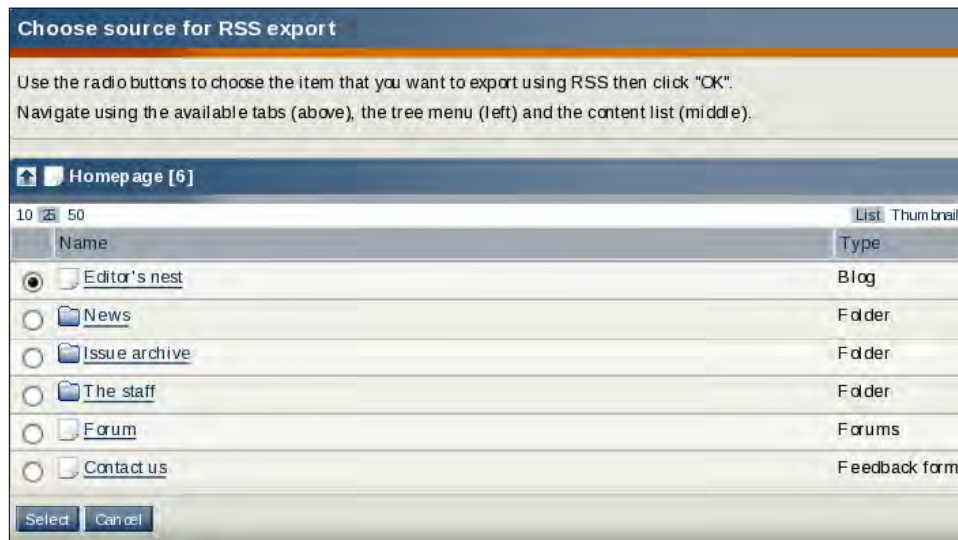 Choose source for RSS export
Use the radio buttons to choose the item that you want to export using RSS then click "OK".
Navigate using the available tabs (above), the tree menu (left) and the content list (middle).
Homepage [6]
10 25 50 List Thumbnail
Name Type
Editor's nest Blog
News Folder
Issue archive Folder
The staff Folder
Forum Forums
Contact us Feedback form
Select Cancel